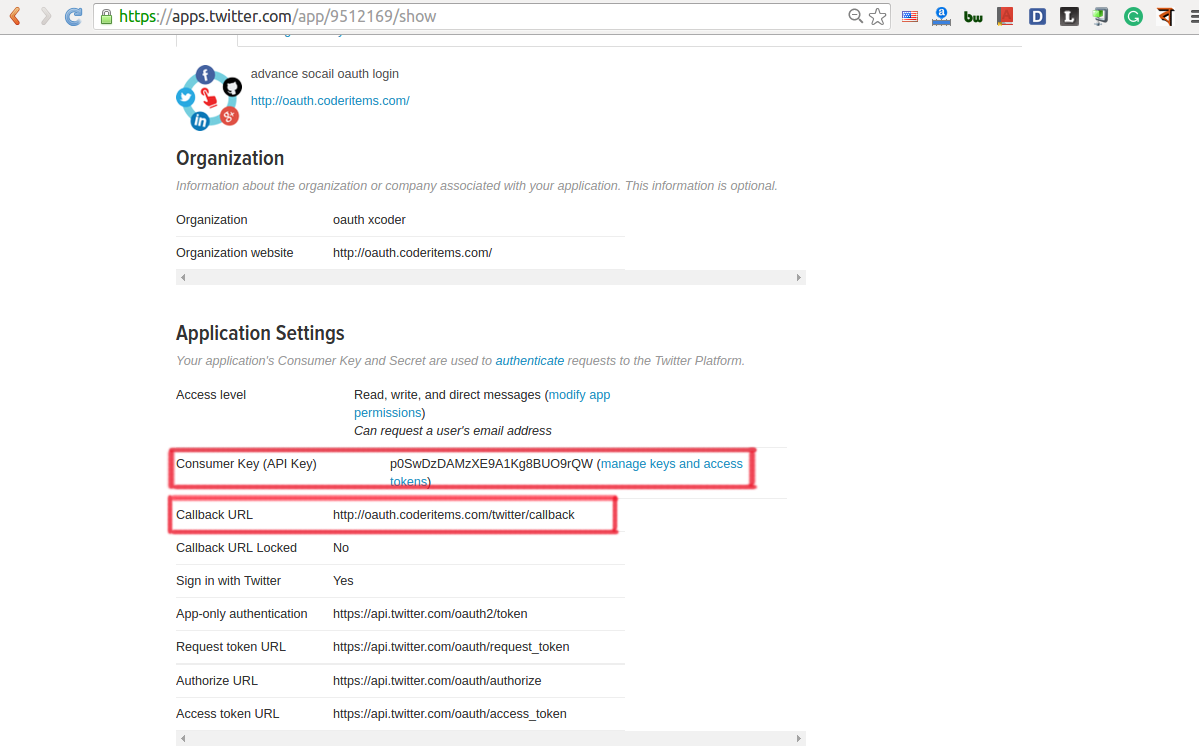 https://apps.twitter.com/app/9512169/show
a
bw
A
D
L
G
ব
f
in
g+
advance socail oauth login
http://oauth.coderitems.com/
Organization
Information about the organization or company associated with your application. This information is optional.
Organization oauth xcoder
Organization website http://oauth.coderitems.com/
Application Settings
Your application's Consumer Key and Secret are used to authenticate requests to the Twitter Platform.
Access level Read, write, and direct messages (modify app
permissions)
Can request a user's email address
Consumer Key (API Key) p0SwDzDAMzXE9A1Kg8BUO9rQW (manage keys and access
tokens)
Callback URL http://oauth.coderitems.com/twitter/callback
Callback URL Locked No
Sign in with Twitter Yes
App-only authentication https://api.twitter.com/oauth2/token
Request token URL https://api.twitter.com/oauth/request_token
Authorize URL https://api.twitter.com/oauth/authorize
Access token URL https://api.twitter.com/oauth/access_token